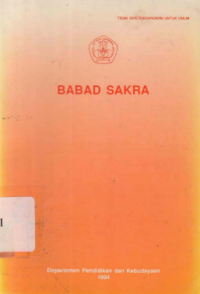 TIDAK DIPERDAGANGKAN UNTUK UMUM
BABAD SAKRA
Departemen Pendidikan dan Kebudayaan
1994